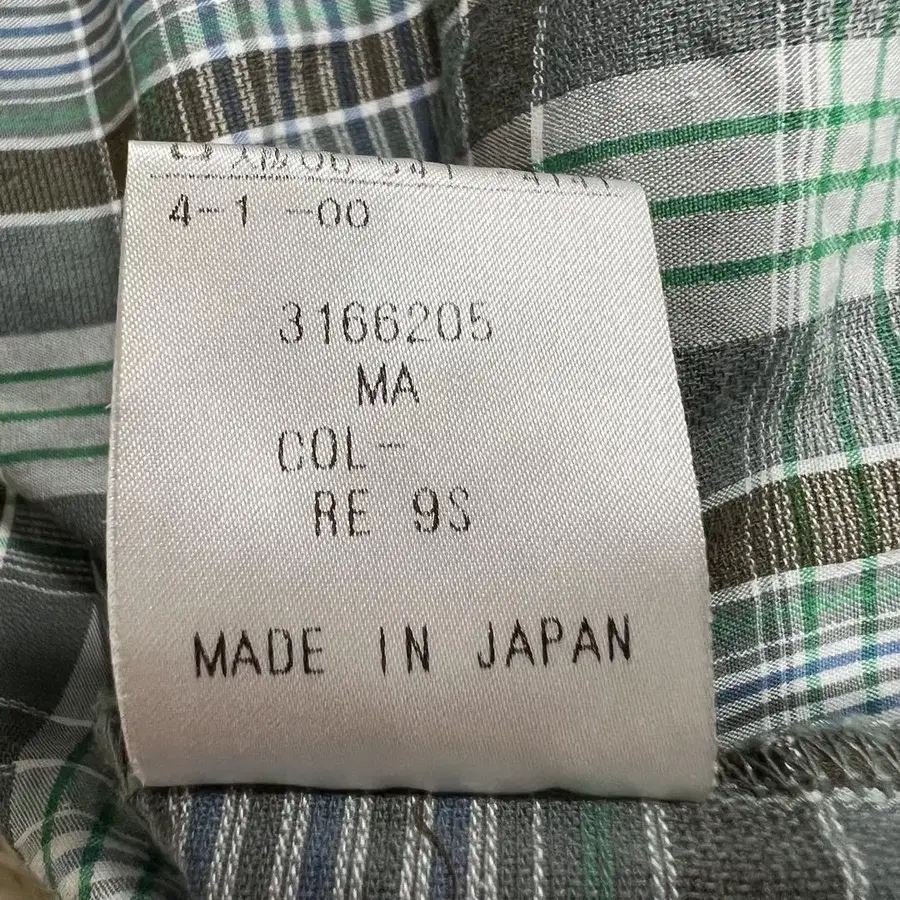 4-1 -00
3166205
MA
COL-
RE 9S
MADE IN JAPAN